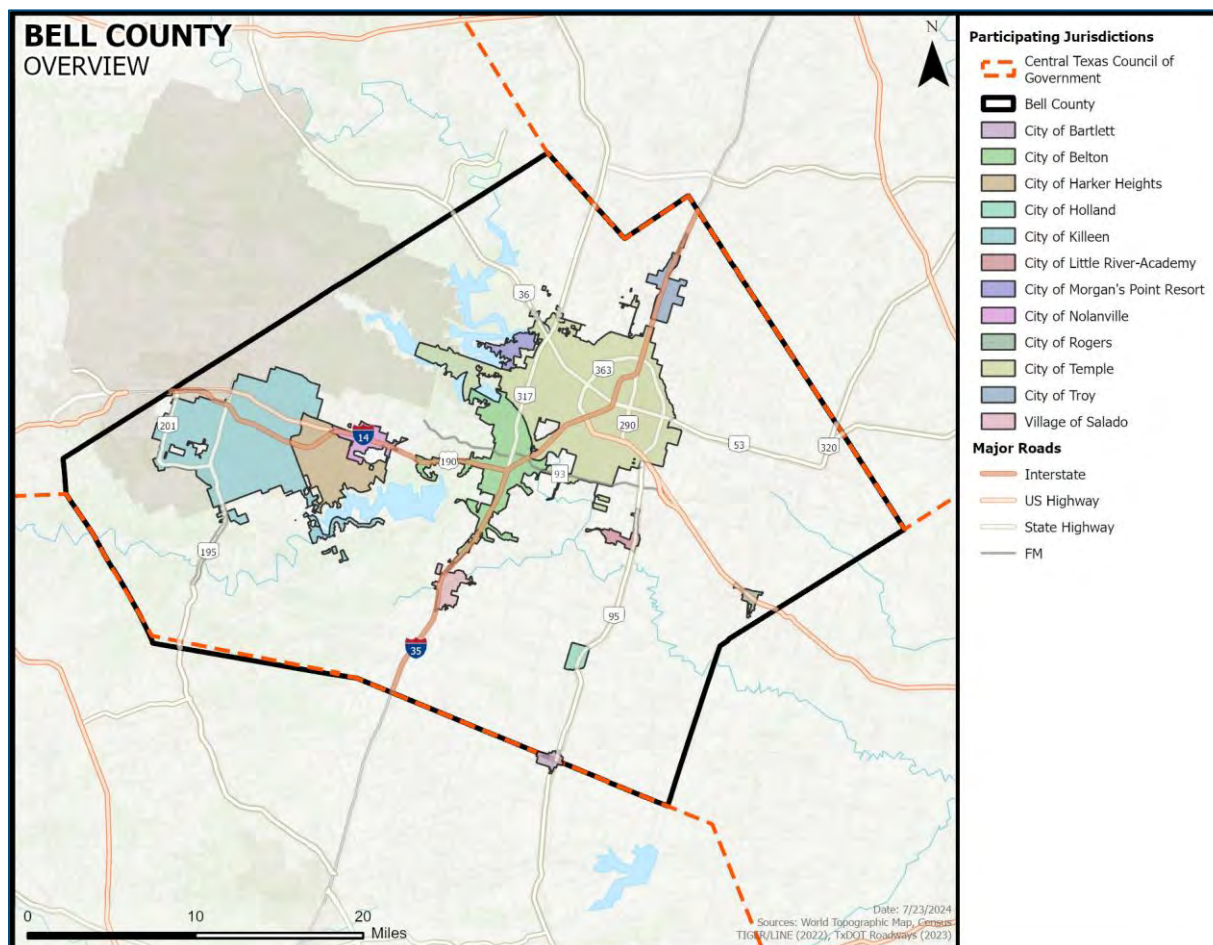 BELL COUNTY
OVERVIEW
N
36
363
317
290
201
14
190
93
53
320
195
95
35
0 10 20
Miles
Date: 7/23/2024
Sources: World Topographic Map, Census
TIGER/LINE (2022), TxDOT Roadways (2023)
Participating Jurisdictions
Central Texas Council of
Government
Bell County
City of Bartlett
City of Belton
City of Harker Heights
City of Holland
City of Killeen
City of Little River-Academy
City of Morgan's Point Resort
City of Nolanville
City of Rogers
City of Temple
City of Troy
Village of Salado
Major Roads
Interstate
US Highway
State Highway
FM